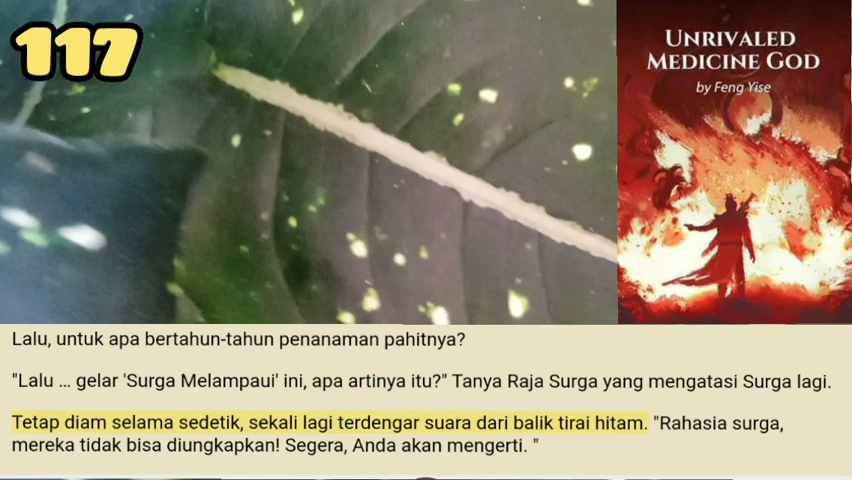 117
UNRIVALED
MEDICINE GOD
by Feng Yise
Lalu, untuk apa bertahun-tahun penanaman pahitnya?
"Lalu ... gelar 'Surga Melampaui' ini, apa artinya itu?" Tanya Raja Surga yang mengatasi Surga lagi.
Tetap diam selama sedetik, sekali lagi terdengar suara dari balik tirai hitam. "Rahasia surga,
mereka tidak bisa diungkapkan! Segera, Anda akan mengerti. "